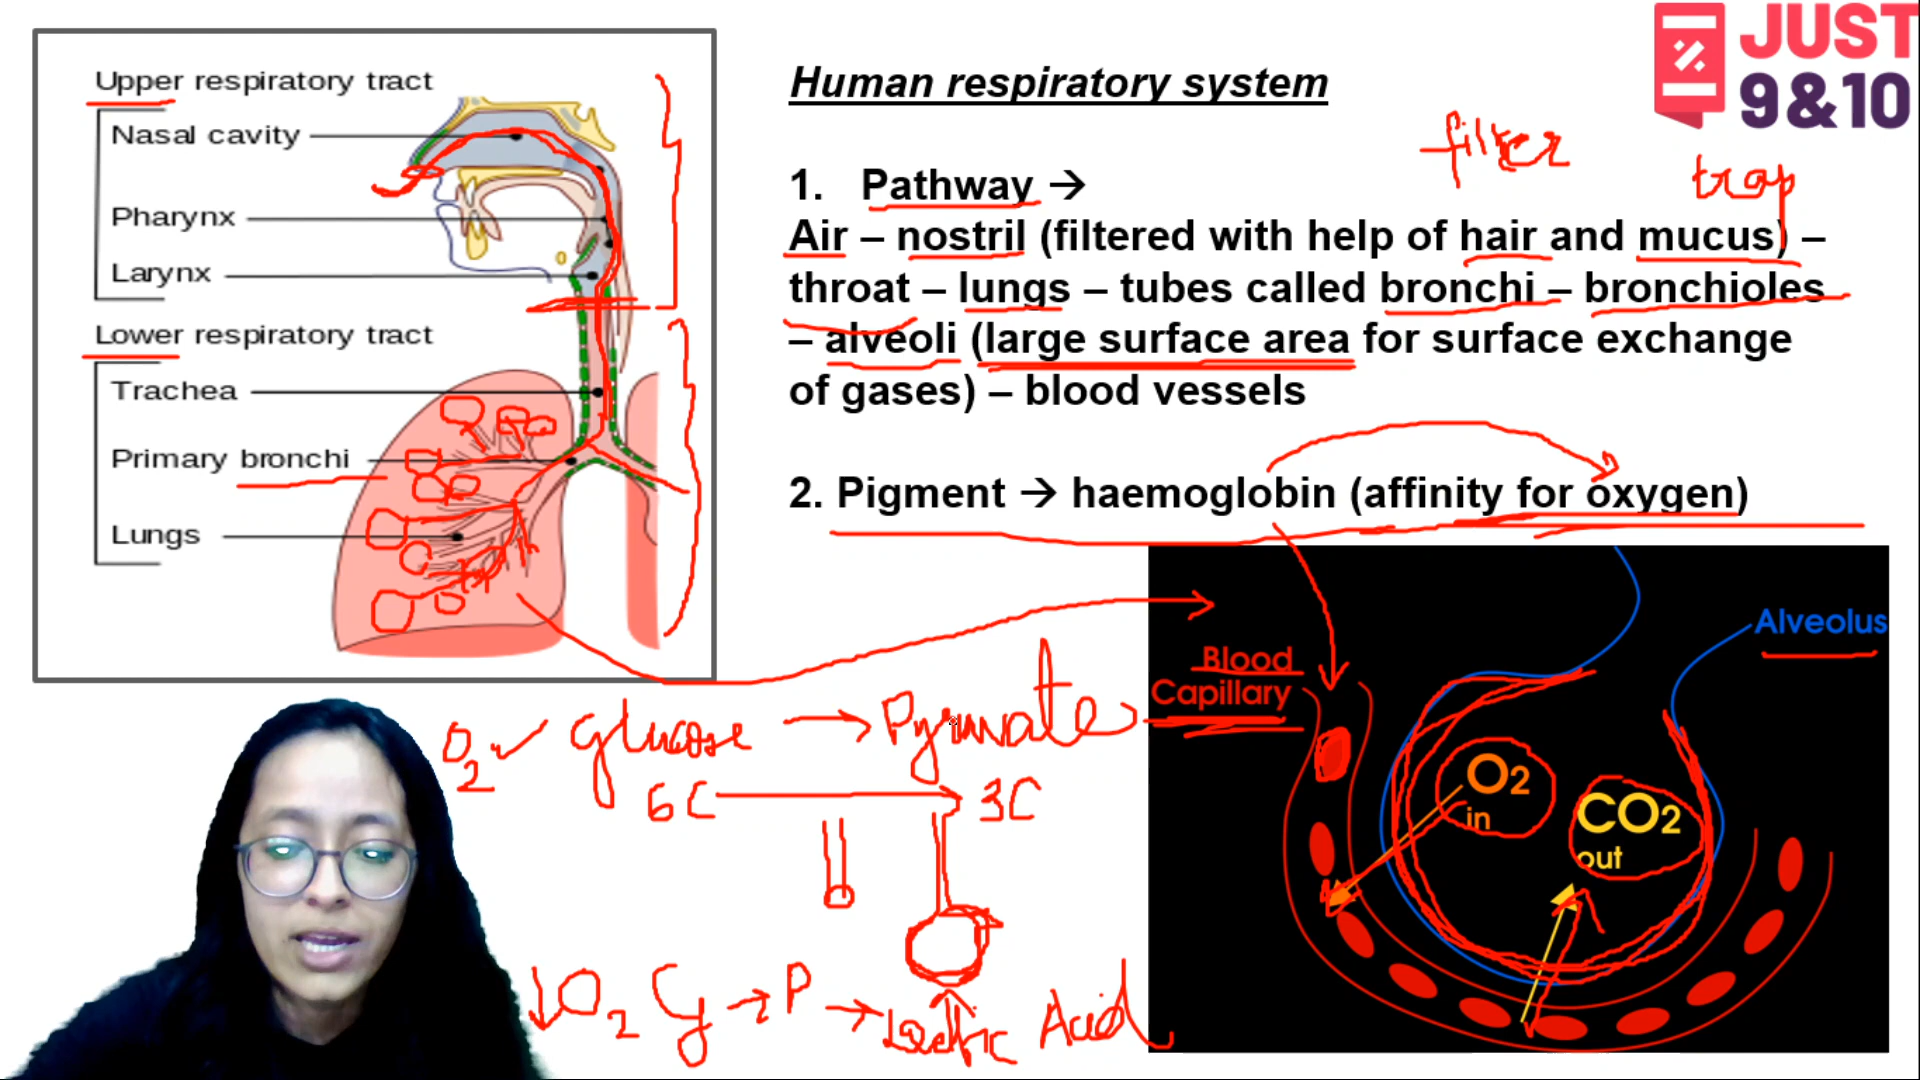 Upper respiratory tract
Nasal cavity
Pharynx
Larynx
Lower respiratory tract
Trachea
Primary bronchi
Lungs
JUST
9&10
Human respiratory system
filter
trap
1. Pathway →
Air – nostril (filtered with help of hair and mucus) –
throat – lungs – tubes called bronchi – bronchioles
– alveoli (large surface area for surface exchange
of gases) – blood vessels
2. Pigment → haemoglobin (affinity for oxygen)
Alveolus
Blood
Capillary
O2
in
CO2
out
O2 ✓ glucose → Pyruvate
6C → 3C
↓O2 G → P → Lactic Acid